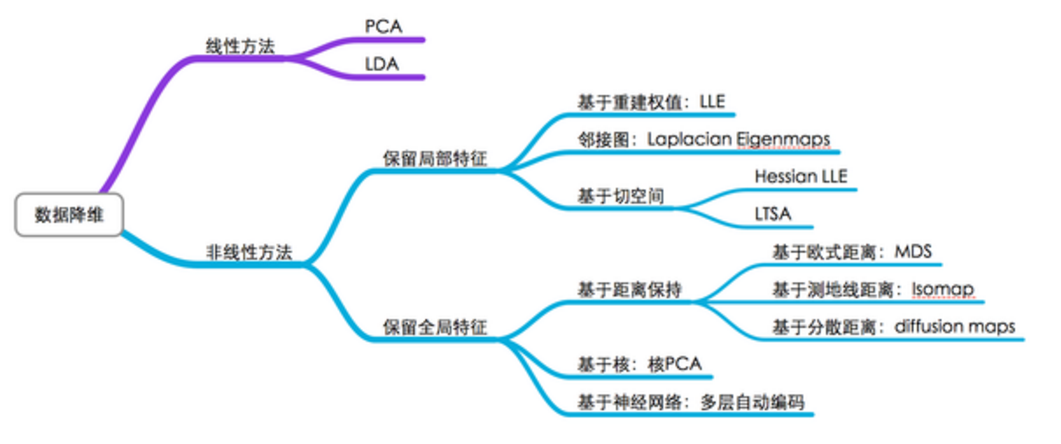 PCA
线性方法
LDA
基于重建权值：LLE
邻接图：Laplacian Eigenmaps
保留局部特征
Hessian LLE
基于切空间
LTSA
数据降维
非线性方法
基于欧式距离：MDS
基于距离保持
基于测地线距离：Isomap
保留全局特征
基于分散距离：diffusion maps
基于核：核PCA
基于神经网络：多层自动编码